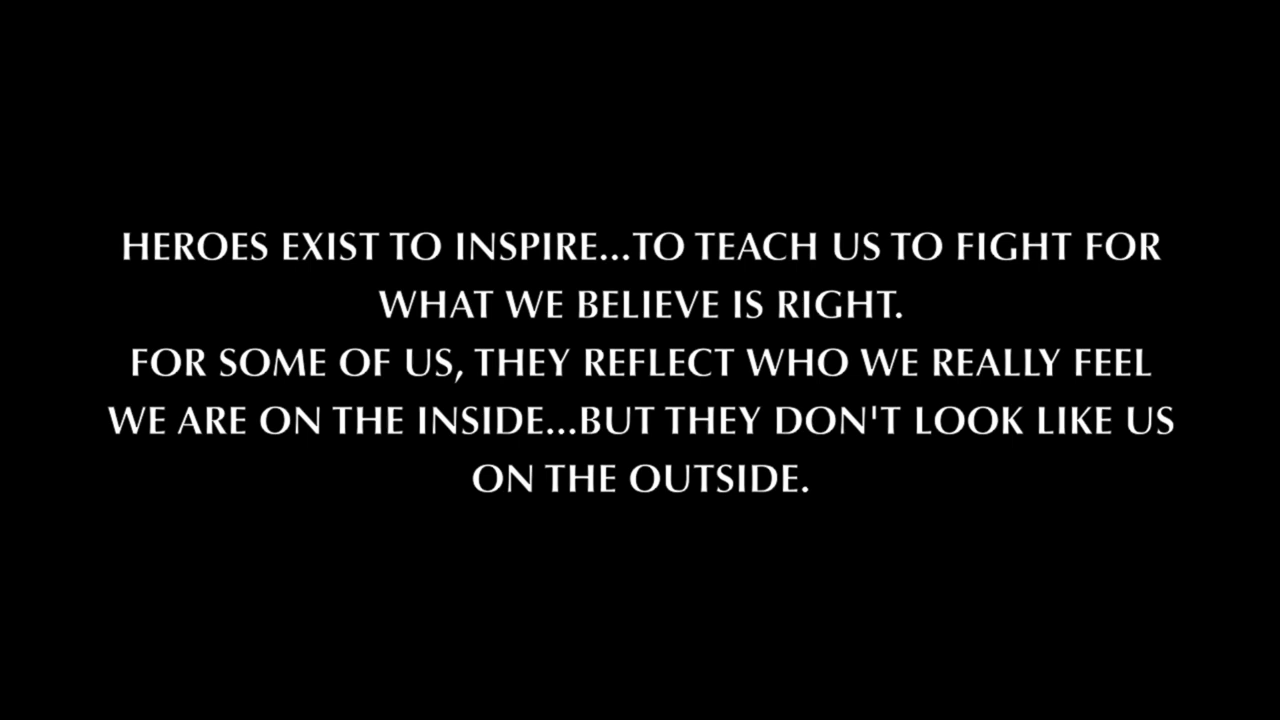 HEROES EXIST TO INSPIRE...TO TEACH US TO FIGHT FOR
WHAT WE BELIEVE IS RIGHT.
FOR SOME OF US, THEY REFLECT WHO WE REALLY FEEL
WE ARE ON THE INSIDE...BUT THEY DON'T LOOK LIKE US
ON THE OUTSIDE.